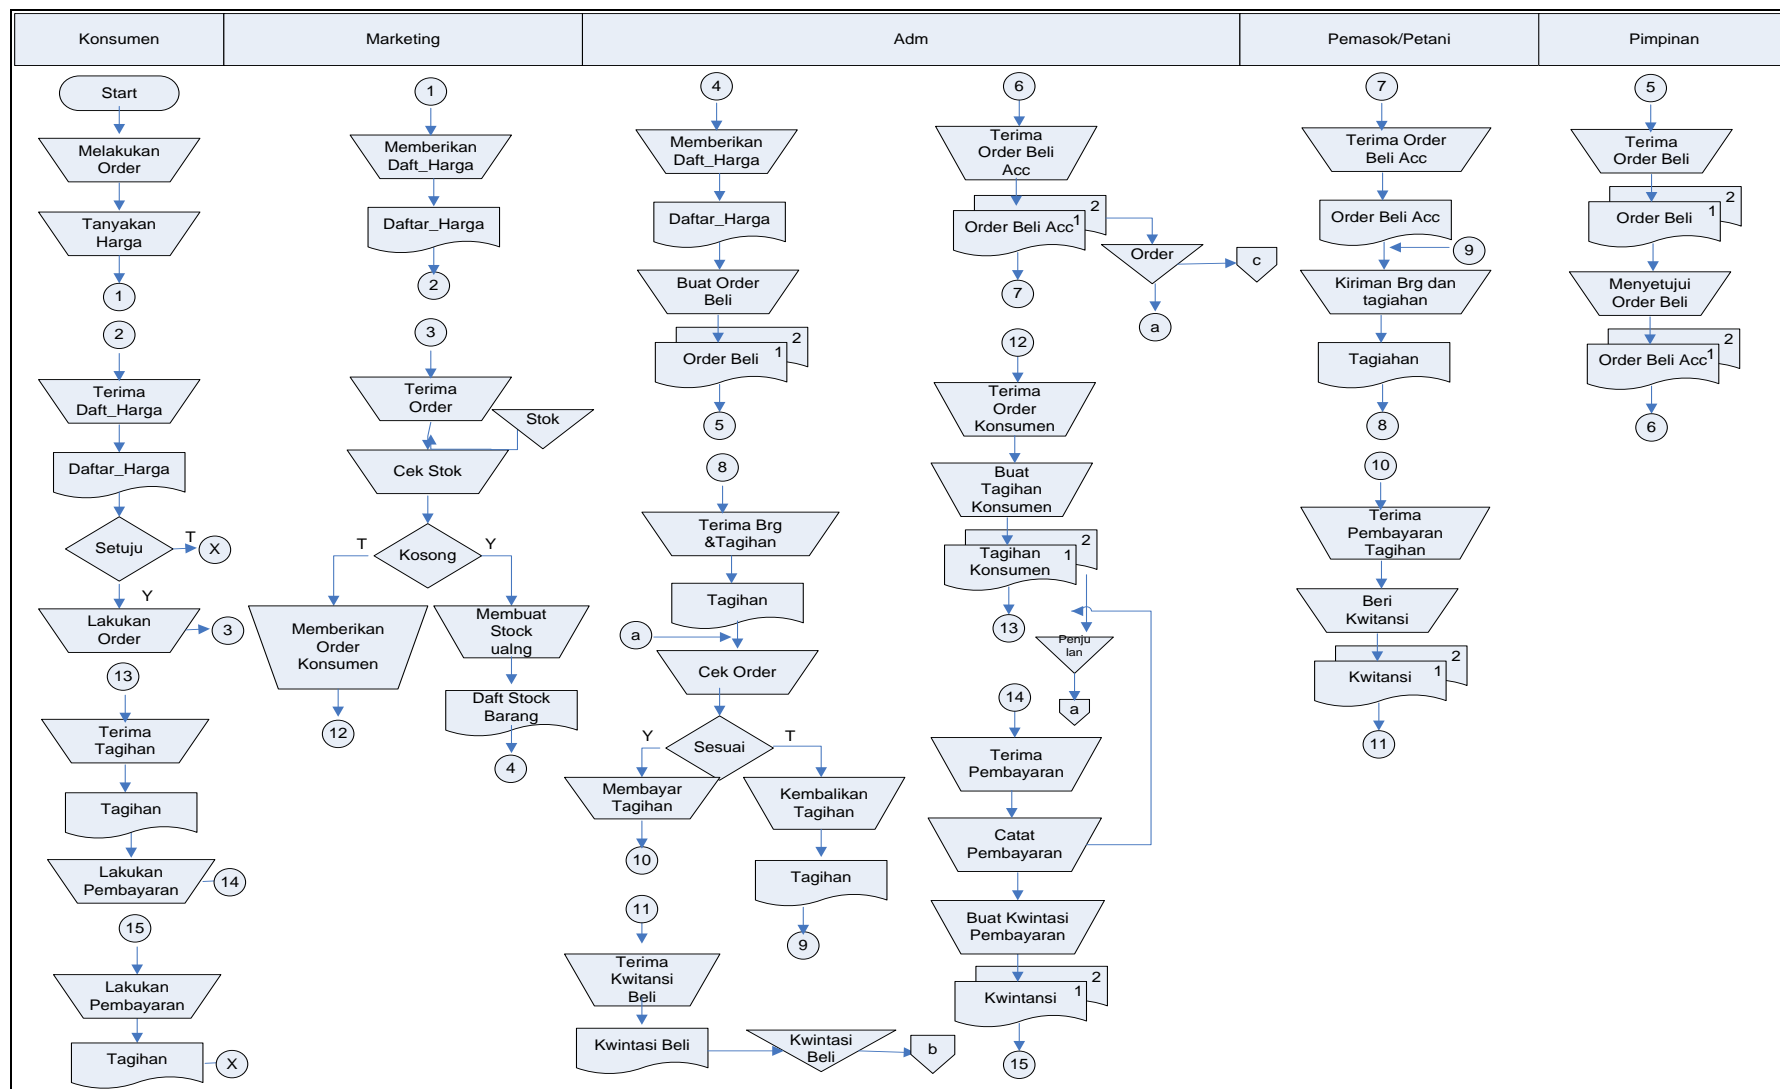 Konsumen
Marketing
Adm
Pemasok/Petani
Pimpinan
Start
Melakukan
Order
Tanyakan
Harga
1
2
Terima
Daft_Harga
Daftar_Harga
Setuju
T
X
Y
Lakukan
Order
3
13
Terima
Tagihan
Tagihan
Lakukan
Pembayaran
14
15
Lakukan
Pembayaran
Tagihan
X
1
Memberikan
Daft_Harga
Daftar_Harga
2
3
Terima
Order
Stok
Cek Stok
T
Kosong
Y
Memberikan
Order
Konsumen
12
Membuat
Stock
ualng
Daft Stock
Barang
4
4
Memberikan
Daft_Harga
Daftar_Harga
Buat Order
Beli
2
Order Beli
1
5
8
Terima Brg
&Tagihan
Tagihan
a
Cek Order
Y
Sesuai
T
Membayar
Tagihan
10
Kembalikan
Tagihan
Tagihan
9
11
Terima
Kwitansi
Beli
Kwintasi Beli
Kwintasi
Beli
b
6
Terima
Order Beli
Acc
2
Order Beli Acc
1
7
Order
c
a
12
Terima
Order
Konsumen
Buat
Tagihan
Konsumen
2
Tagihan
Konsumen
1
13
Penju
lan
a
14
Terima
Pembayaran
Catat
Pembayaran
Buat Kwintasi
Pembayaran
2
Kwintansi
1
15
7
Terima Order
Beli Acc
Order Beli Acc
9
Kiriman Brg dan
tagiahan
Tagiahan
8
10
Terima
Pembayaran
Tagihan
Beri
Kwitansi
2
Kwitansi
1
11
5
Terima
Order Beli
2
Order Beli
1
Menyetujui
Order Beli
2
Order Beli Acc
1
6